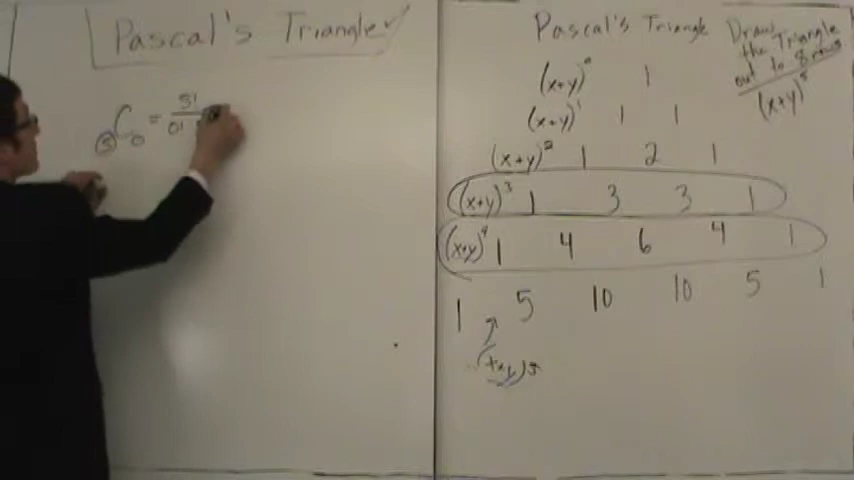 Pascal's Triangle
₅C₀ = 5! / 0!
Pascal's Triangle
(x+y)⁰ 1
(x+y)¹ 1 1
(x+y)² 1 2 1
(x+y)³ 1 3 3 1
(x+y)⁴ 1 4 6 4 1
1 5 10 10 5 1
Draw
the Triangle
out to 8 rows